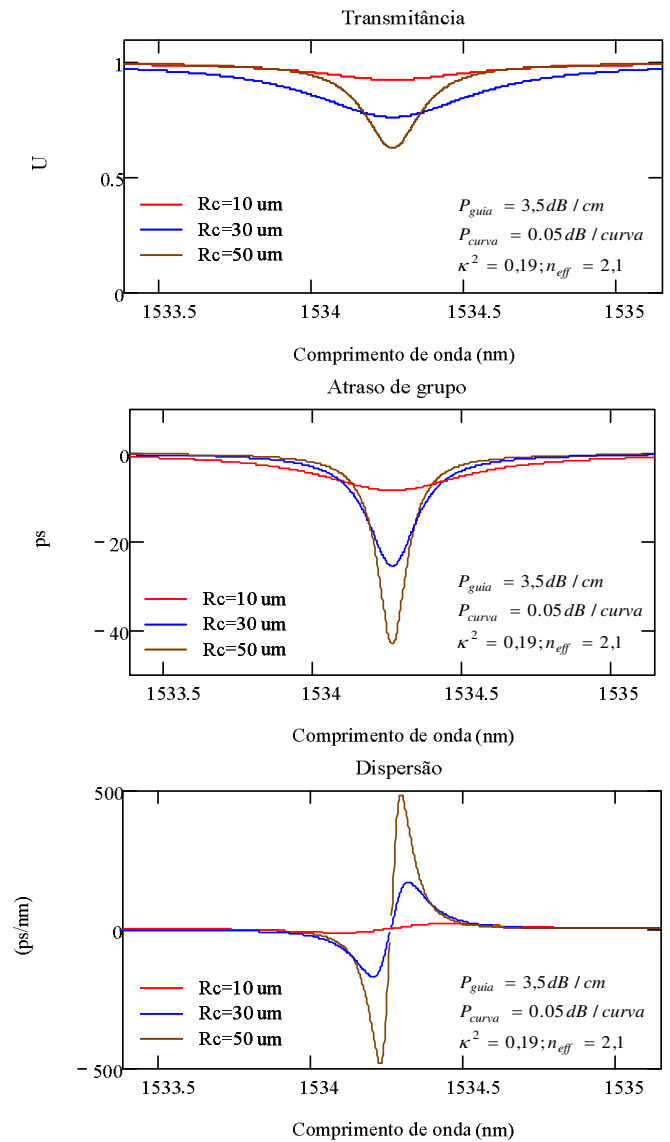 Transmitância
1
0.5
0
U
Rc=10 um
Rc=30 um
Rc=50 um
P_guia = 3,5dB / cm
P_curva = 0.05dB / curva
κ² = 0,19; n_eff = 2,1
1533.5 1534 1534.5 1535
Comprimento de onda (nm)
Atraso de grupo
0
−20
−40
ps
Rc=10 um
Rc=30 um
Rc=50 um
P_guia = 3,5dB / cm
P_curva = 0.05dB / curva
κ² = 0,19; n_eff = 2,1
1533.5 1534 1534.5 1535
Comprimento de onda (nm)
Dispersão
500
0
−500
(ps/nm)
Rc=10 um
Rc=30 um
Rc=50 um
P_guia = 3,5dB / cm
P_curva = 0.05dB / curva
κ² = 0,19; n_eff = 2,1
1533.5 1534 1534.5 1535
Comprimento de onda (nm)